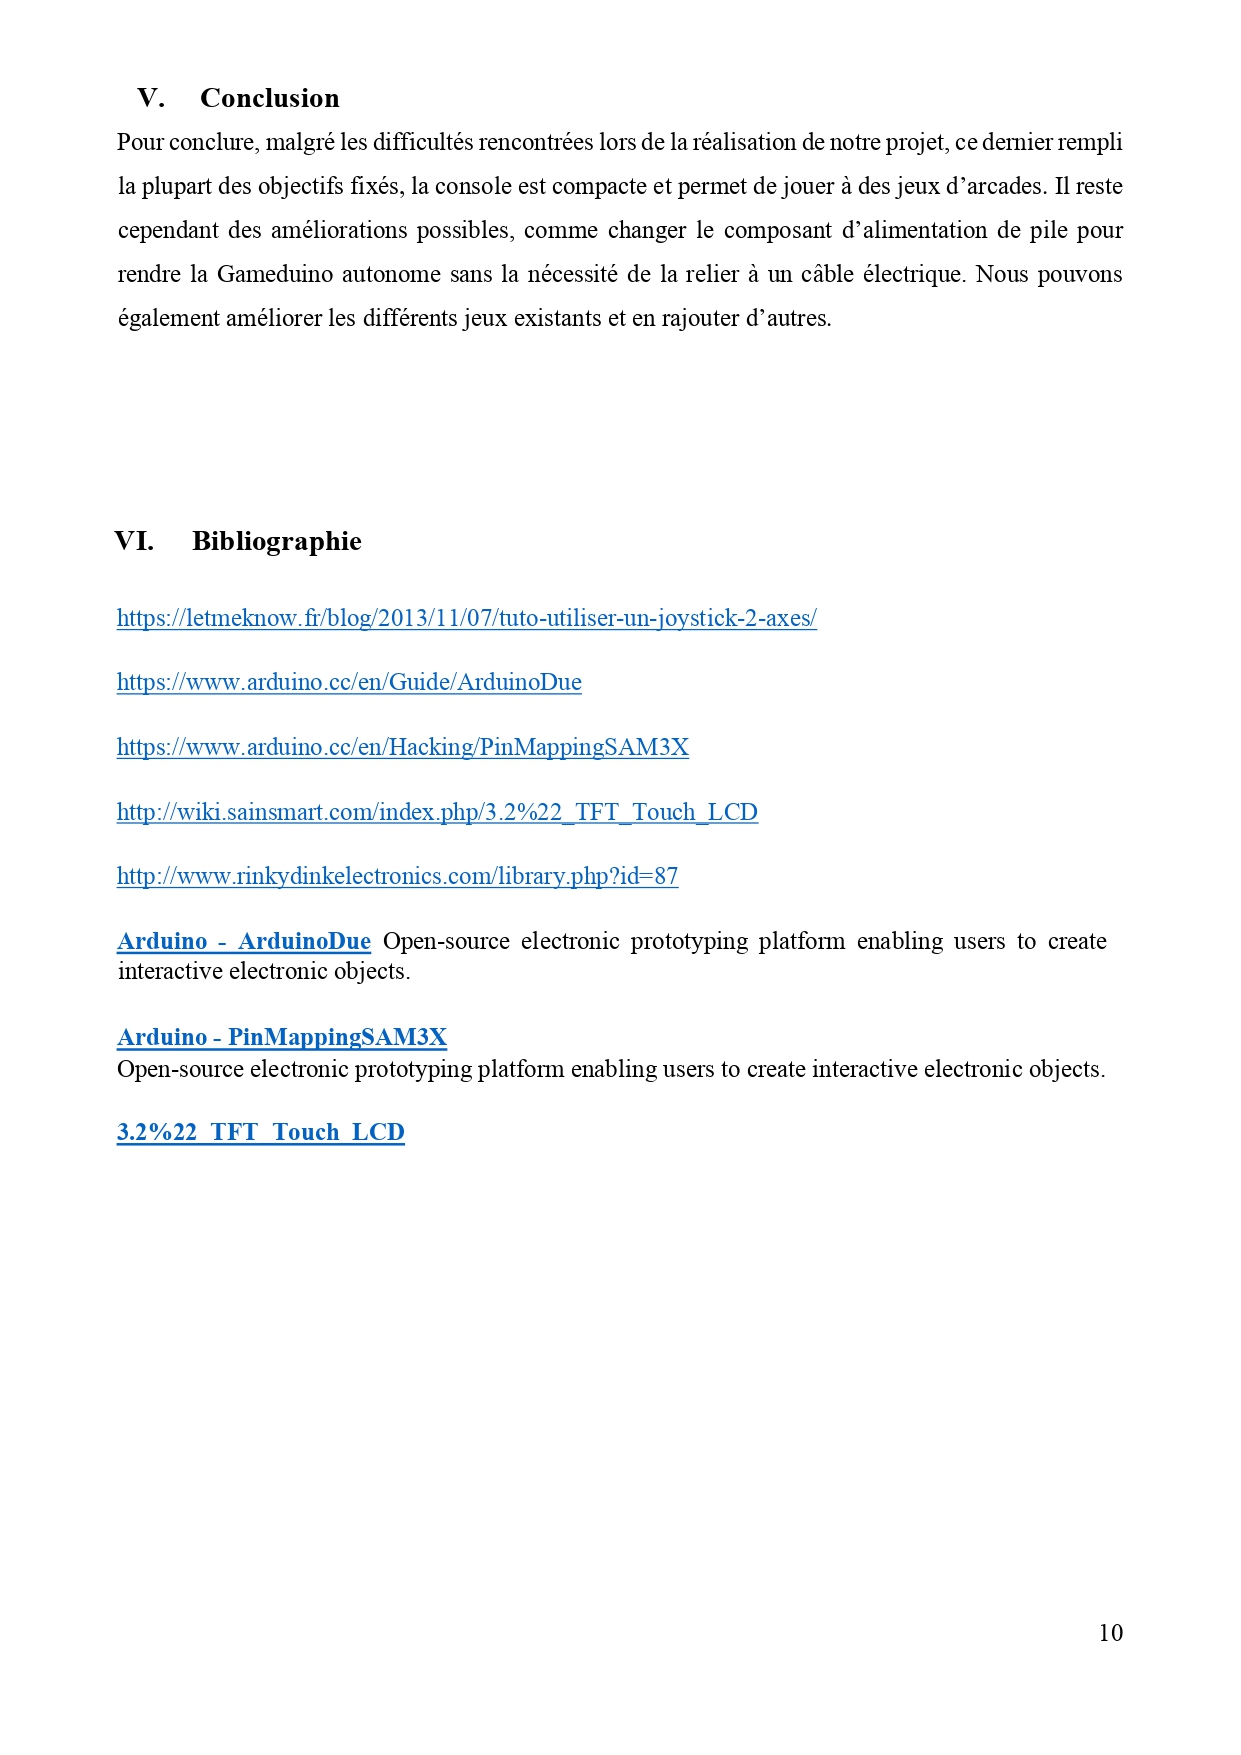 V. Conclusion
Pour conclure, malgré les difficultés rencontrées lors de la réalisation de notre projet, ce dernier rempli
la plupart des objectifs fixés, la console est compacte et permet de jouer à des jeux d’arcades. Il reste
cependant des améliorations possibles, comme changer le composant d’alimentation de pile pour
rendre la Gameduino autonome sans la nécessité de la relier à un câble électrique. Nous pouvons
également améliorer les différents jeux existants et en rajouter d’autres.
VI. Bibliographie
https://letmeknow.fr/blog/2013/11/07/tuto-utiliser-un-joystick-2-axes/
https://www.arduino.cc/en/Guide/ArduinoDue
https://www.arduino.cc/en/Hacking/PinMappingSAM3X
http://wiki.sainsmart.com/index.php/3.2%22_TFT_Touch_LCD
http://www.rinkydinkelectronics.com/library.php?id=87
Arduino - ArduinoDue Open-source electronic prototyping platform enabling users to create
interactive electronic objects.
Arduino - PinMappingSAM3X
Open-source electronic prototyping platform enabling users to create interactive electronic objects.
3.2%22_TFT_Touch_LCD
10